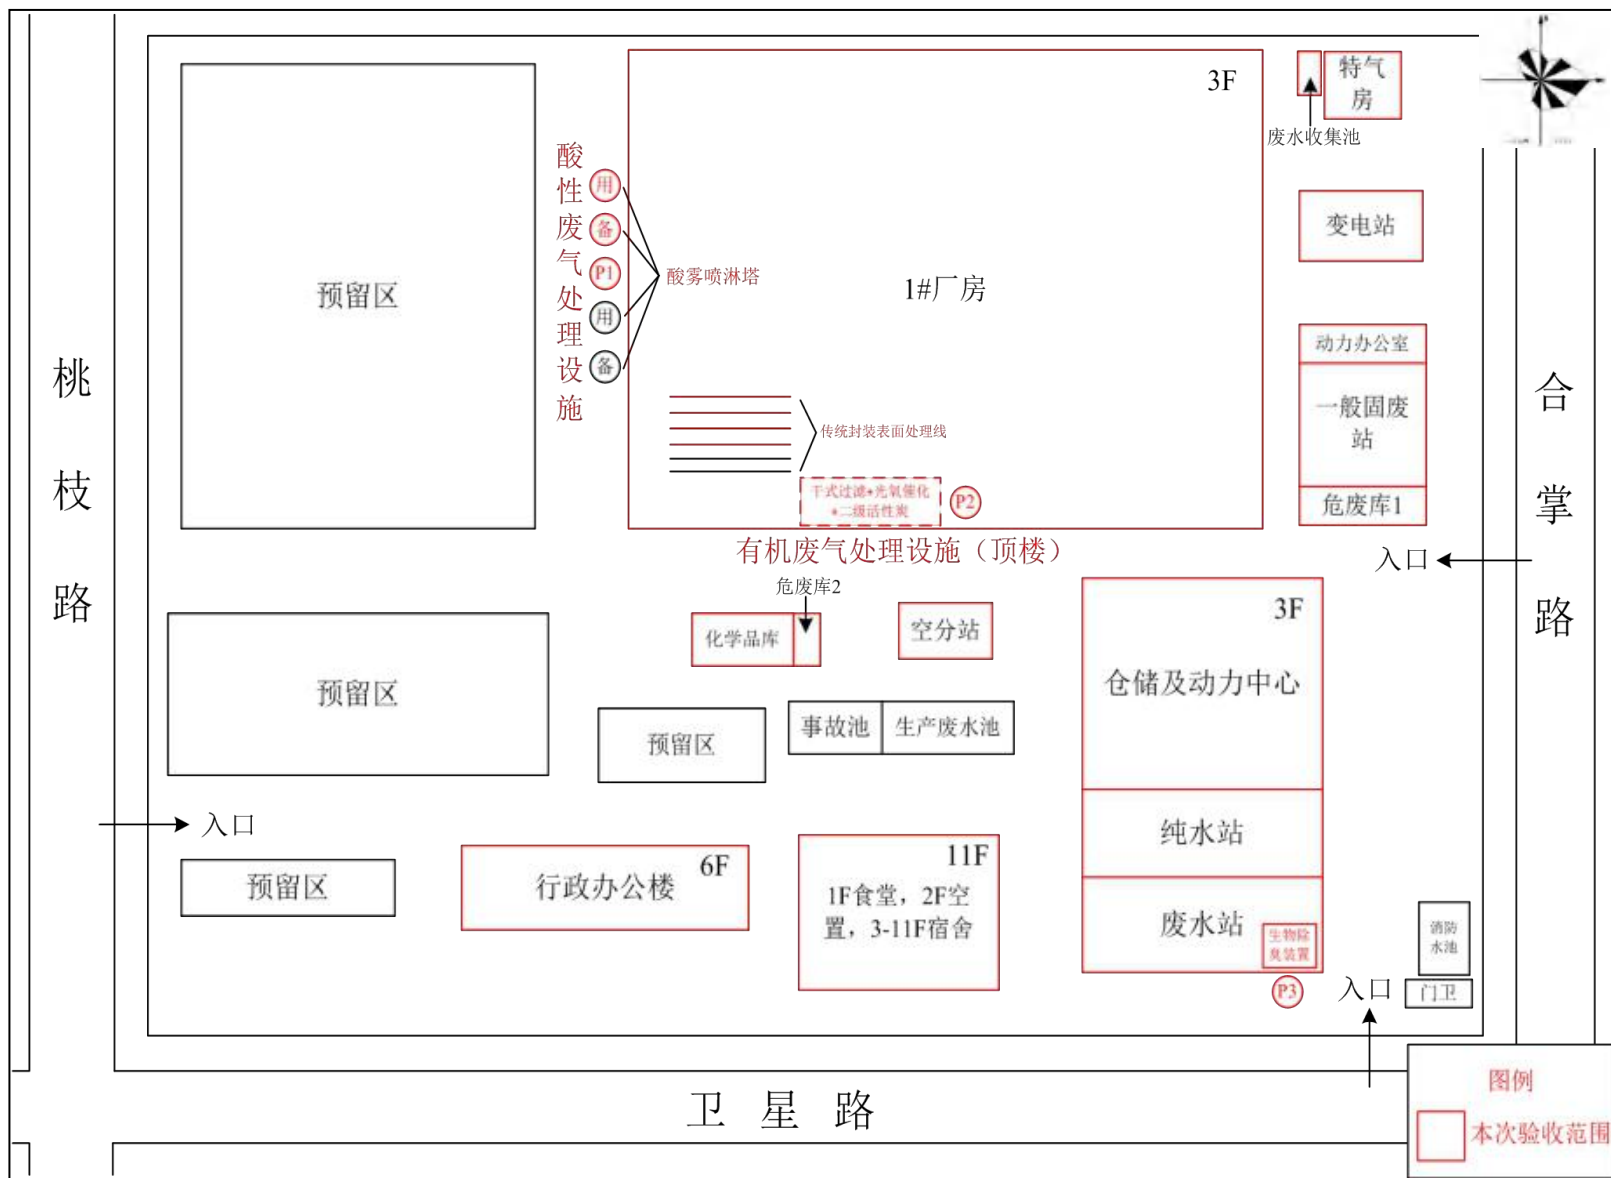 3F
特气
房
废水收集池
酸性废气处理设施
用
备
P1
用
备
酸雾喷淋塔
1#厂房
变电站
预留区
动力办公室
一般固废
站
危废库1
传统封装表面处理线
干式过滤+光氧催化
+二级活性炭
P2
有机废气处理设施（顶楼）
入口
桃枝路
合掌路
危废库2
化学品库
空分站
3F
仓储及动力中心
预留区
预留区
事故池
生产废水池
入口
纯水站
预留区
行政办公楼
6F
11F
1F食堂，2F空
置，3-11F宿舍
废水站
生物除
臭装置
P3
消防
水池
门卫
入口
卫星路
图例
本次验收范围